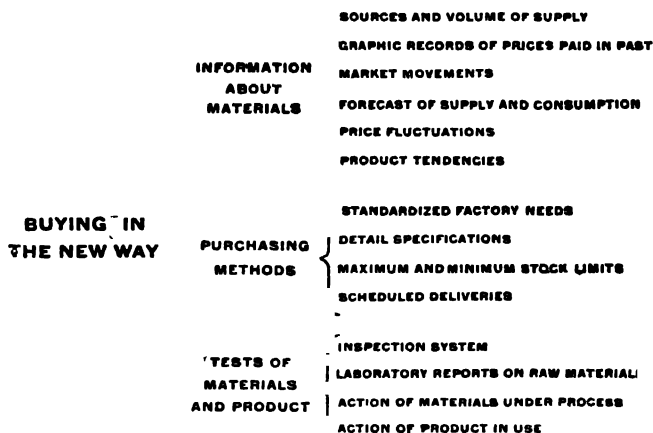 SOURCES AND VOLUME OF SUPPLY
GRAPHIC RECORDS OF PRICES PAID IN PAST
INFORMATION
ABOUT
MATERIALS
MARKET MOVEMENTS
FORECAST OF SUPPLY AND CONSUMPTION
PRICE FLUCTUATIONS
PRODUCT TENDENCIES
BUYING IN
THE NEW WAY
STANDARDIZED FACTORY NEEDS
PURCHASING
METHODS
DETAIL SPECIFICATIONS
MAXIMUM AND MINIMUM STOCK LIMITS
SCHEDULED DELIVERIES
TESTS OF
MATERIALS
AND PRODUCT
INSPECTION SYSTEM
LABORATORY REPORTS ON RAW MATERIAL
ACTION OF MATERIALS UNDER PROCESS
ACTION OF PRODUCT IN USE